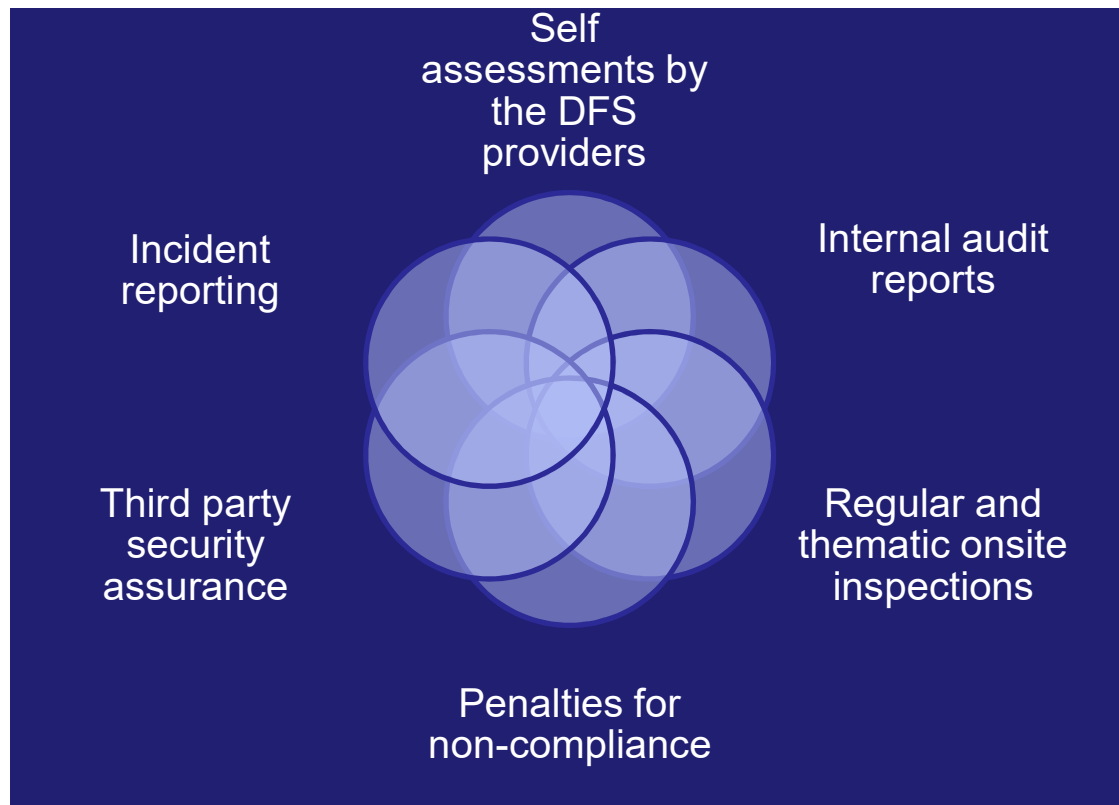 Self
assessments by
the DFS
providers
Internal audit
reports
Regular and
thematic onsite
inspections
Penalties for
non-compliance
Third party
security
assurance
Incident
reporting